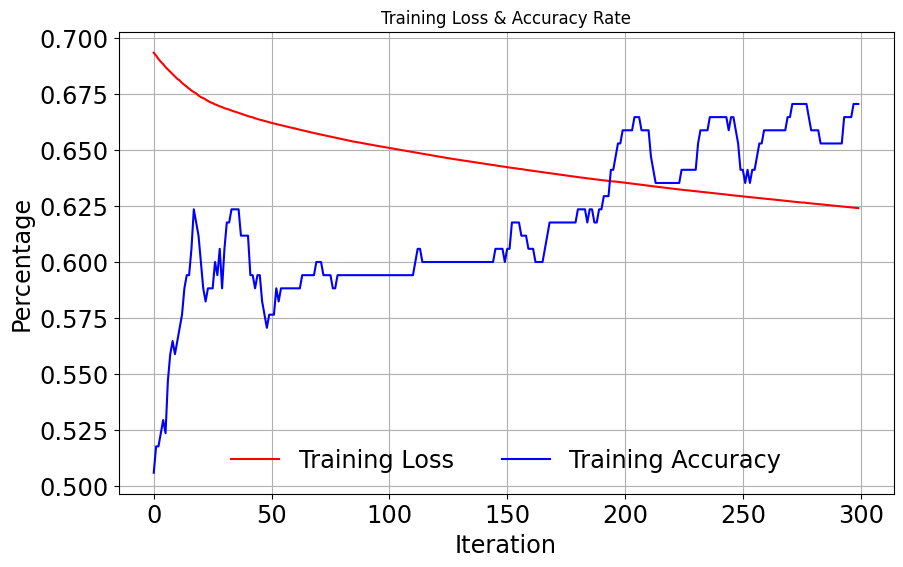 Training Loss & Accuracy Rate
Percentage
0.700
0.675
0.650
0.625
0.600
0.575
0.550
0.525
0.500
Training Loss
Training Accuracy
0 50 100 150 200 250 300
Iteration